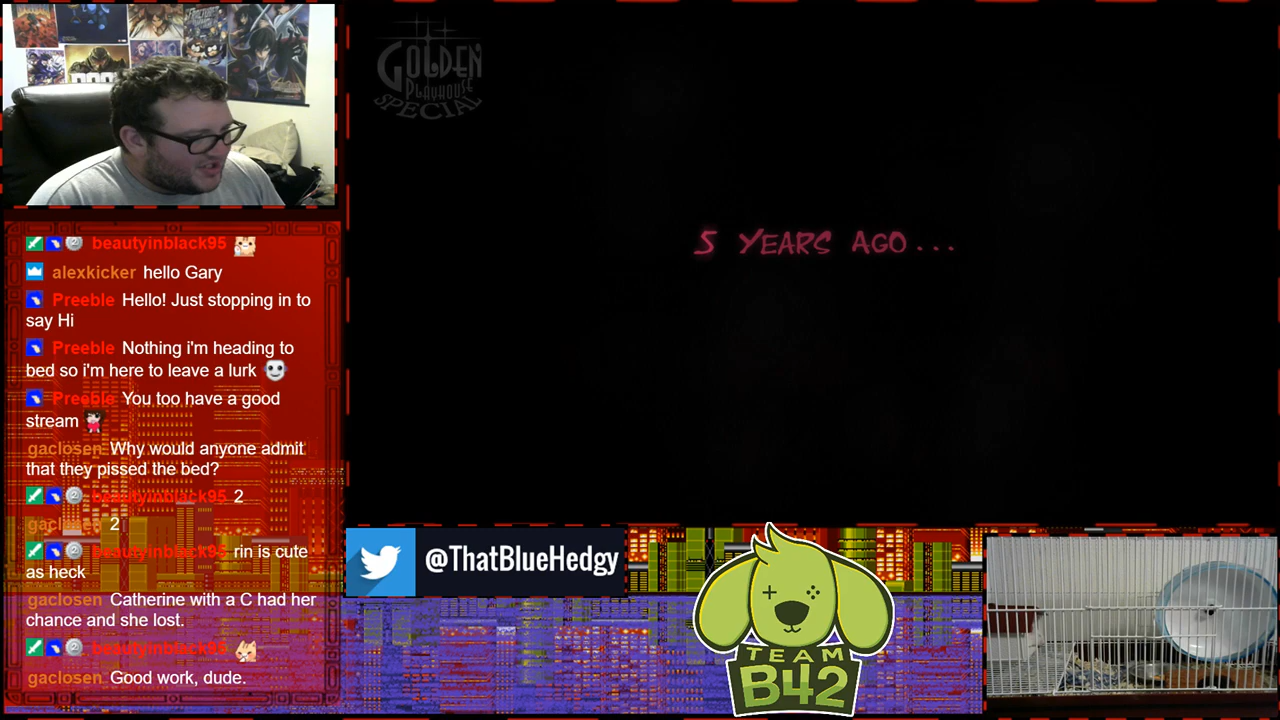 GOLDEN
PLAYHOUSE
SPECIAL
5 YEARS AGO...
beautyinblack95
alexkicker hello Gary
Preeble Hello! Just stopping in to
say Hi
Preeble Nothing i'm heading to
bed so i'm here to leave a lurk
Preeble You too have a good
stream
gaclosen Why would anyone admit
that they pissed the bed?
beautyinblack95 2
gaclosen 2
beautyinblack95 rin is cute
as heck
gaclosen Catherine with a C had her
chance and she lost.
beautyinblack95
gaclosen Good work, dude.
@ThatBlueHedgy
TEAM
B42